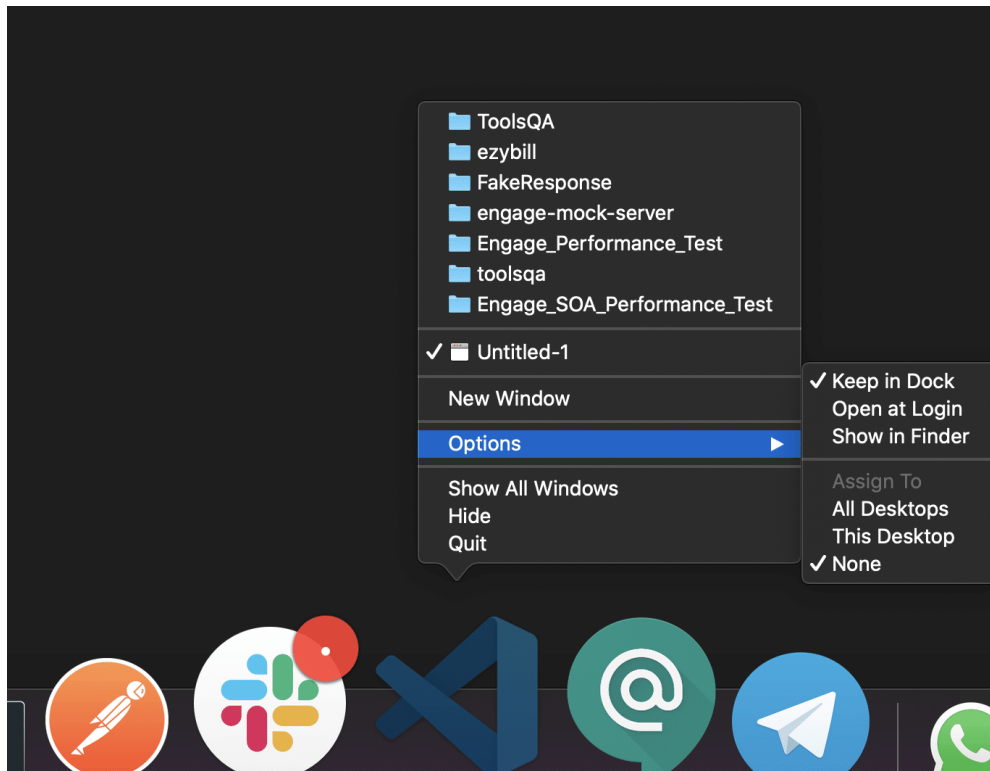 ToolsQA
ezybill
FakeResponse
engage-mock-server
Engage_Performance_Test
toolsqa
Engage_SOA_Performance_Test
Untitled-1
New Window
Options
Show All Windows
Hide
Quit
Keep in Dock
Open at Login
Show in Finder
Assign To
All Desktops
This Desktop
None